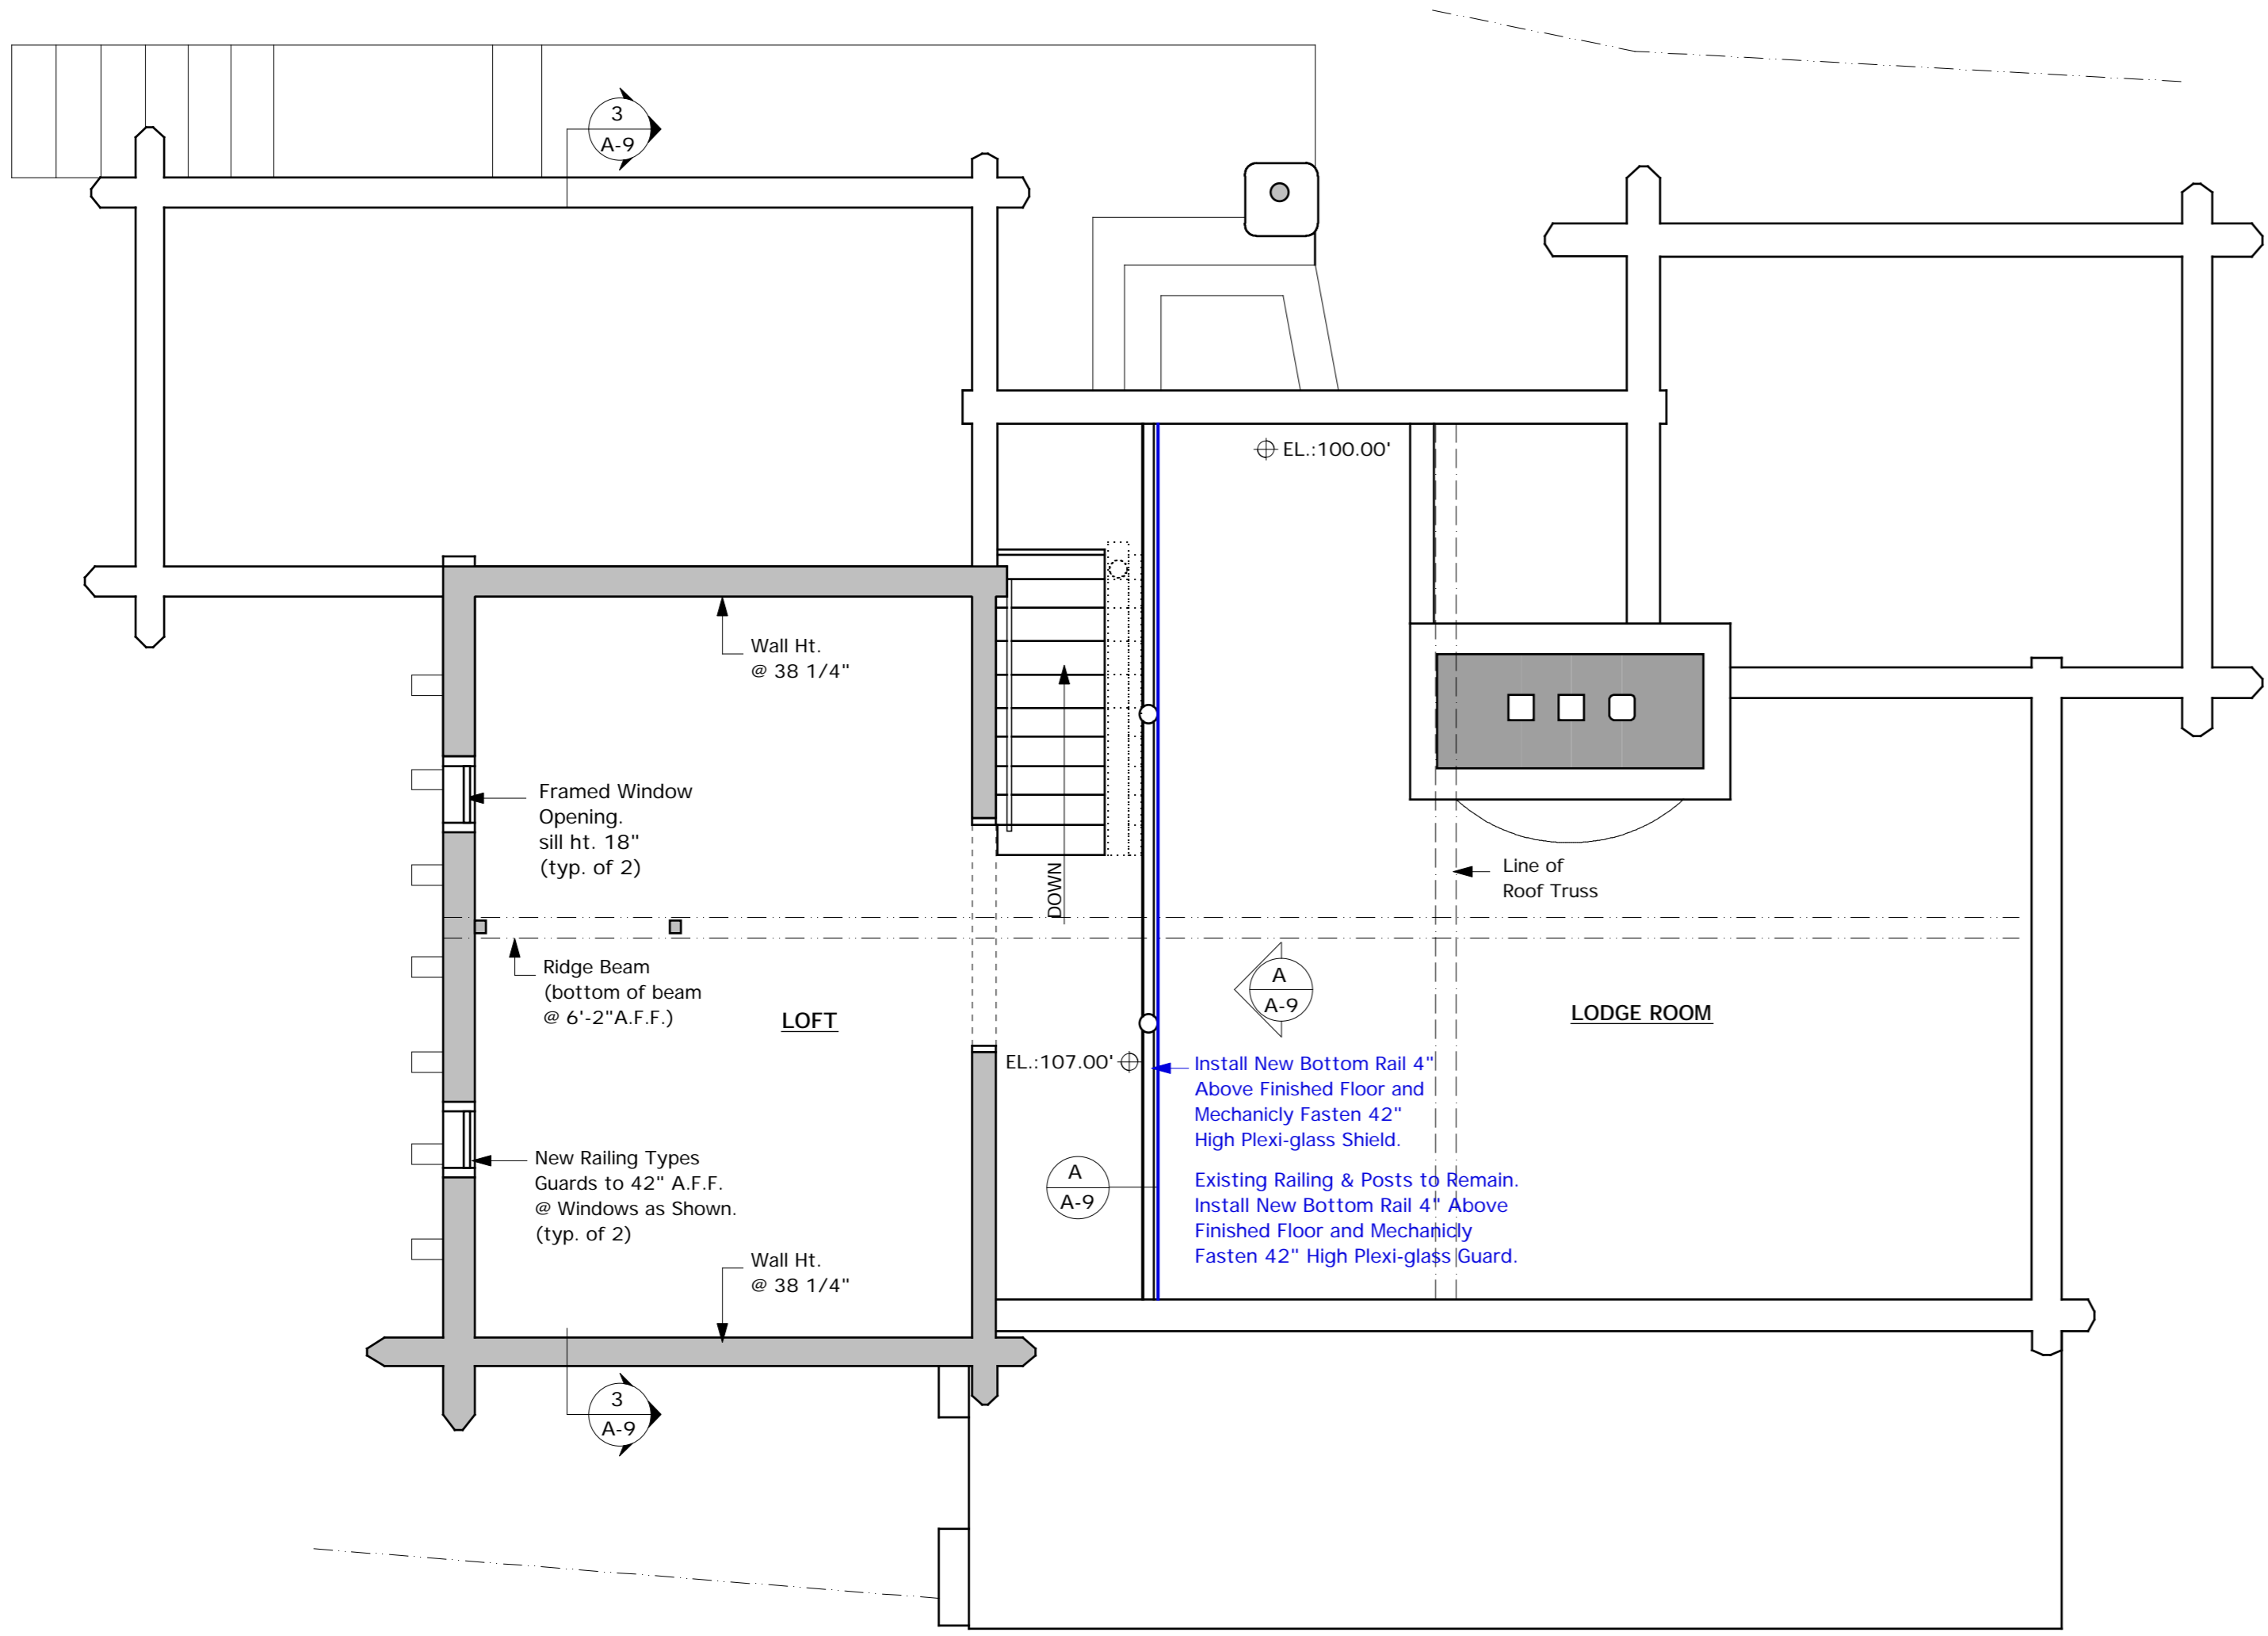 3
A-9
EL.:100.00'
Wall Ht.
@ 38 1/4"
Framed Window
Opening.
sill ht. 18"
(typ. of 2)
DOWN
Line of
Roof Truss
Ridge Beam
(bottom of beam
@ 6'-2"A.F.F.)
LOFT
A
A-9
LODGE ROOM
EL.:107.00'
Install New Bottom Rail 4"
Above Finished Floor and
Mechanicly Fasten 42"
High Plexi-glass Shield.
New Railing Types
Guards to 42" A.F.F.
@ Windows as Shown.
(typ. of 2)
A
A-9
Existing Railing & Posts to Remain.
Install New Bottom Rail 4" Above
Finished Floor and Mechanicly
Fasten 42" High Plexi-glass Guard.
Wall Ht.
@ 38 1/4"
3
A-9